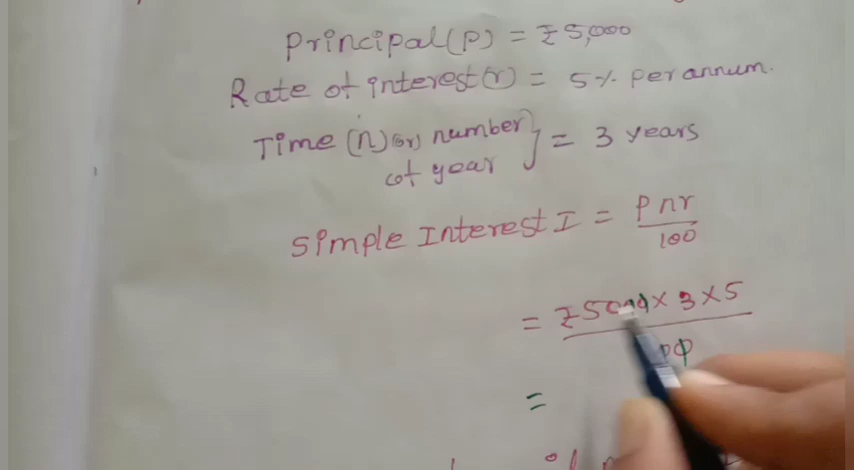 Principal(P) = ₹5,000
Rate of interest(r) = 5% per annum.
Time (n) (or) number
of year } = 3 years
Simple Interest I = Pnr
100
= ₹5000 × 3 × 5
=